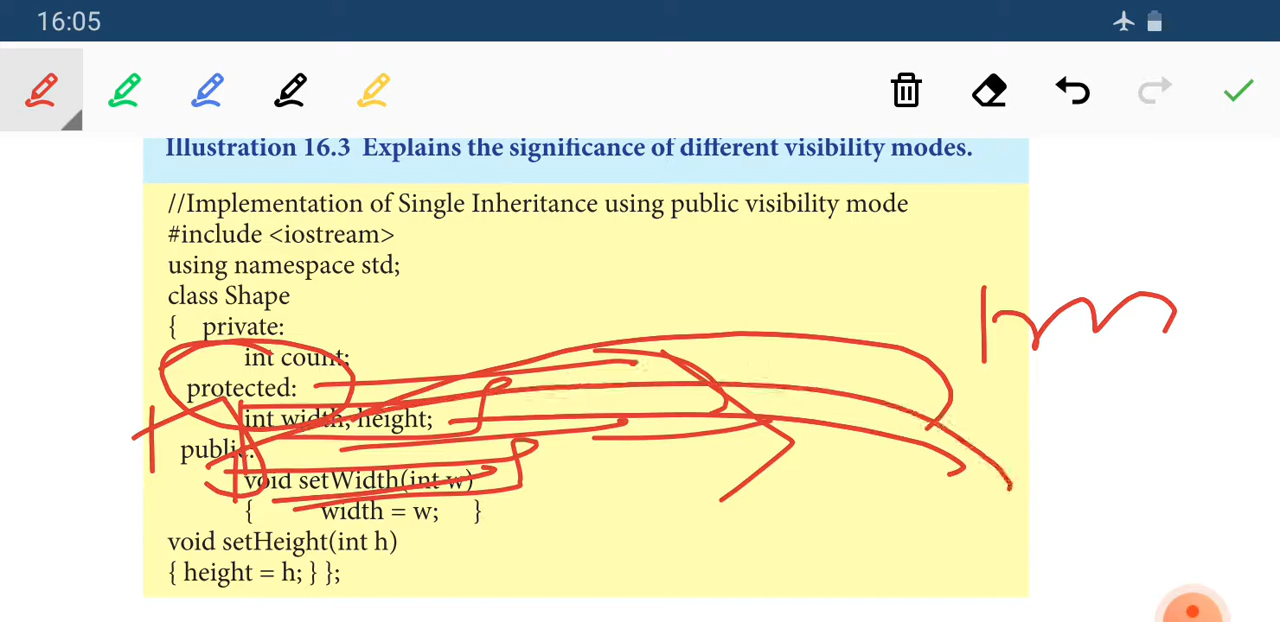 16:05
Illustration 16.3 Explains the significance of different visibility modes.
//Implementation of Single Inheritance using public visibility mode
#include <iostream>
using namespace std;
class Shape
{ private:
int count;
protected:
int width, height;
public:
void setWidth(int w)
{ width = w; }
void setHeight(int h)
{ height = h; } };